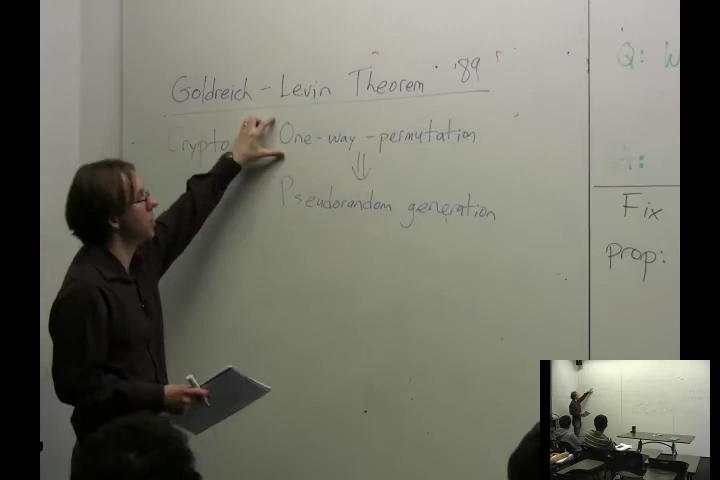 Goldreich - Levin Theorem '89
Crypto One-way-permutation
⇓
Pseudorandom generation
Q: W
A:
Fix
prop: